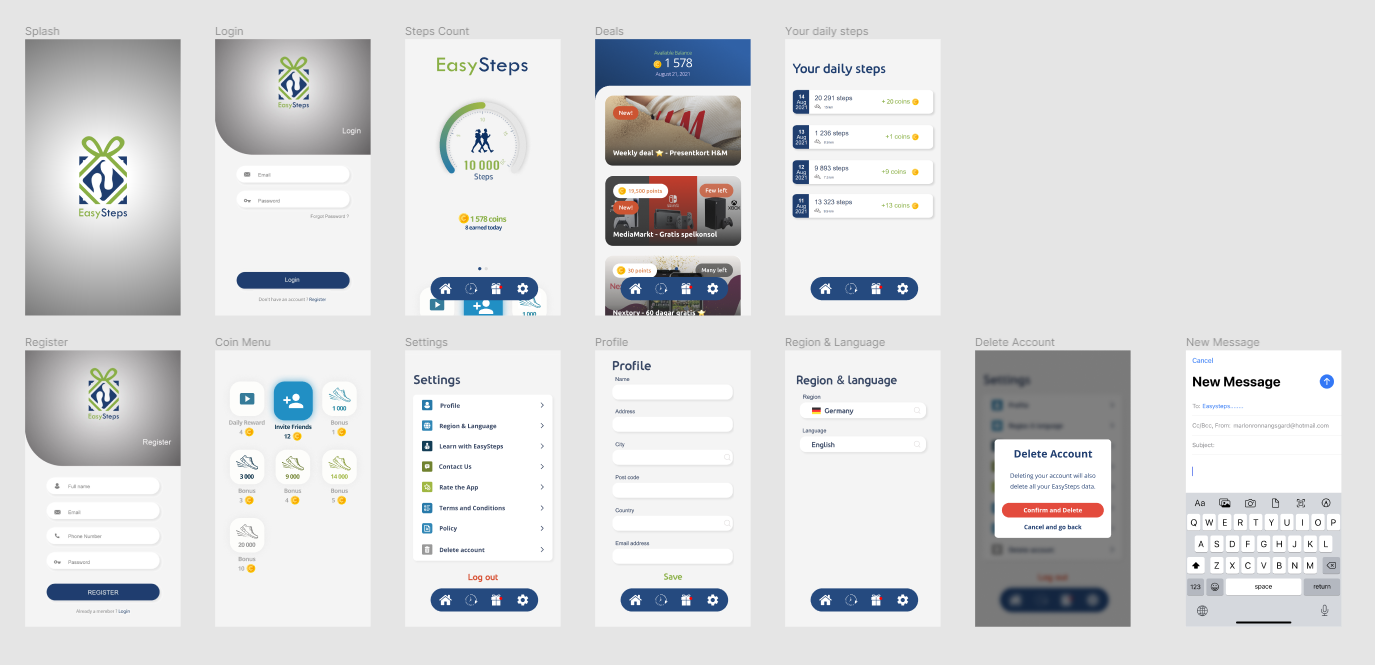 Splash
EasySteps
Login
EasySteps
Login
Email
Password
Forgot Password ?
Login
Don't have an account ? Register
Steps Count
EasySteps
10 000
Steps
1 578 coins
8 earned today
1 000
Deals
Available Balance
1 578
August 21, 2021
New!
Weekly deal ⭐ - Presentkort H&M
19,500 points
Few left
New!
XBOX
MediaMarkt - Gratis spelkonsol
30 points
Many left
Nextory - 60 dagar gratis ⭐
Your daily steps
Your daily steps
14 Aug 2021
20 291 steps
+ 20 coins
13 Aug 2021
1 236 steps
+1 coins
12 Aug 2021
9 893 steps
+9 coins
11 Aug 2021
13 323 steps
+13 coins
Register
EasySteps
Register
Full name
Email
Phone Number
Password
REGISTER
Already a member ? Login
Coin Menu
1 000
Daily Reward
4
Invite Friends
12
Bonus
1
3 000
9 000
14 000
Bonus
3
Bonus
4
Bonus
5
20 000
Bonus
10
Settings
Settings
Profile
Region & Language
Learn with EasySteps
Contact Us
Rate the App
Terms and Conditions
Policy
Delete account
Log out
Profile
Profile
Name
Address
City
Post code
Country
Email address
Save
Region & Language
Region & language
Region
Germany
Language
English
Delete Account
Settings
Delete Account
Deleting your account will also
delete all your EasySteps data.
Confirm and Delete
Cancel and go back
Log out
New Message
Cancel
New Message
To: Easysteps.......
Cc/Bcc, From: marionronnangsgard@hotmail.com
Subject:
Aa
Q W E R T Y U I O P
A S D F G H J K L
Z X C V B N M
123
space
return